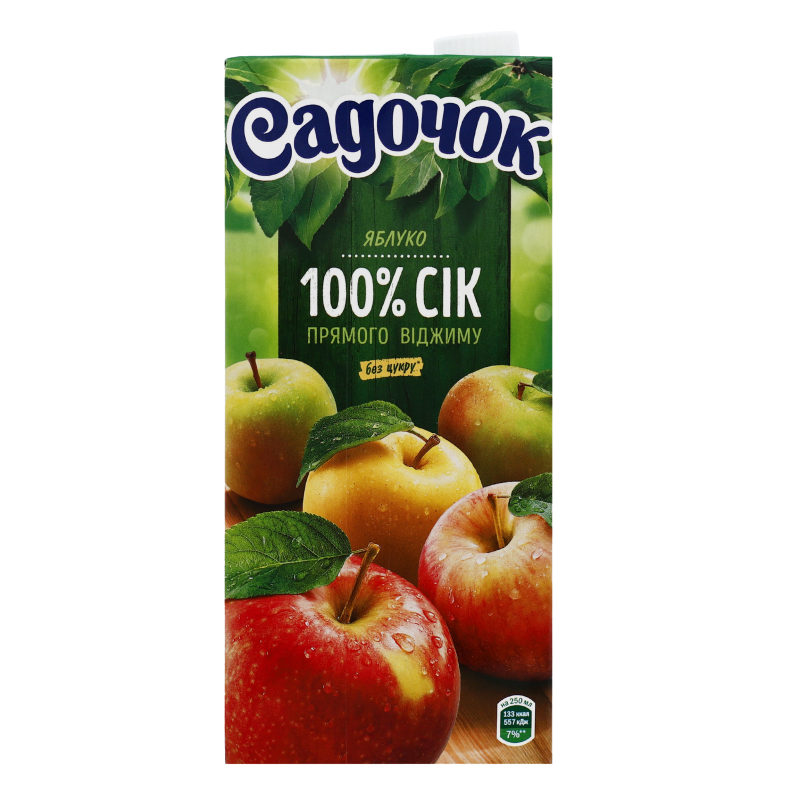 Садочок
ЯБЛУКО
100% СІК
ПРЯМОГО ВІДЖИМУ
без цукру*
на 250 мл
133 ккал
557 кДж
7%**